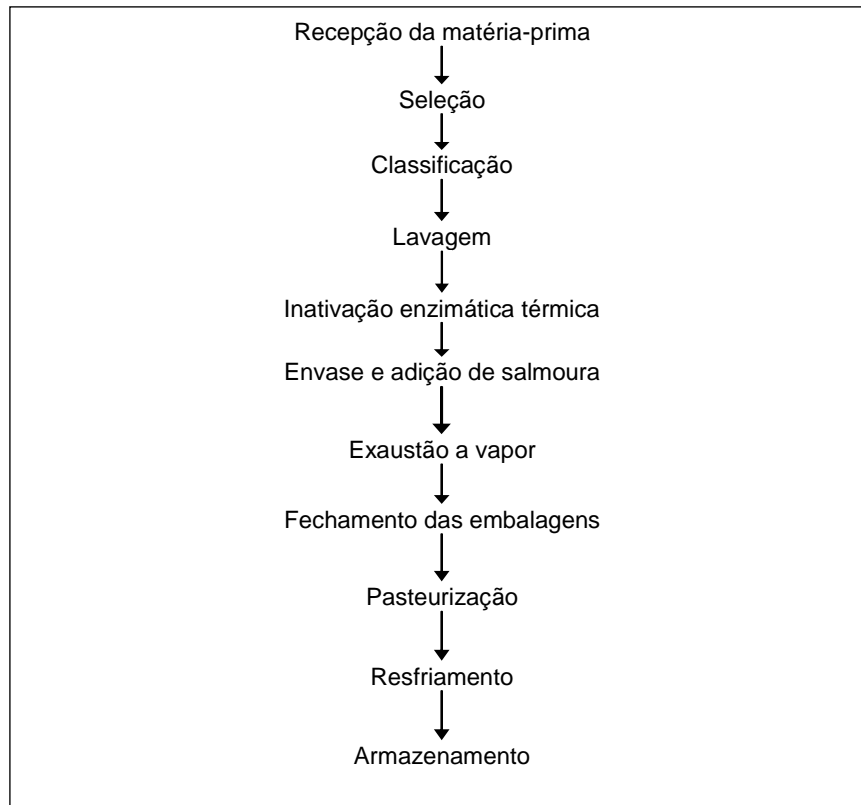 Recepção da matéria-prima
Seleção
Classificação
Lavagem
Inativação enzimática térmica
Envase e adição de salmoura
Exaustão a vapor
Fechamento das embalagens
Pasteurização
Resfriamento
Armazenamento